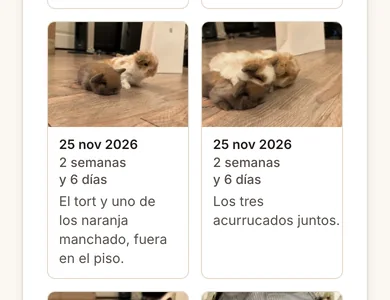 25 nov 2026
2 semanas
y 6 días
El tort y uno de
los naranja
manchado, fuera
en el piso.
25 nov 2026
2 semanas
y 6 días
Los tres
acurrucados juntos.